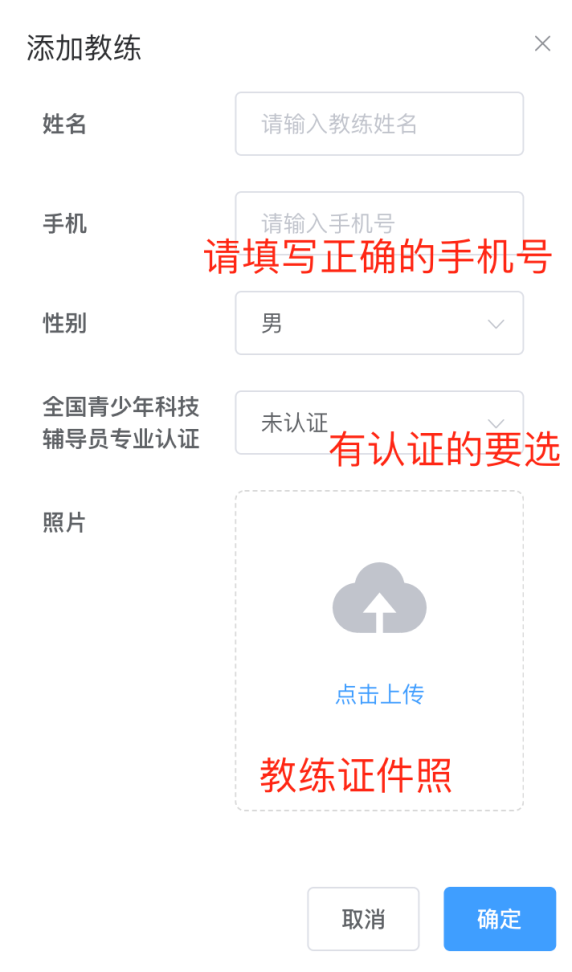 添加教练
姓名
请输入教练姓名
手机
请输入手机号
请填写正确的手机号
性别
男
全国青少年科技
辅导员专业认证
未认证
有认证的要选
照片
点击上传
教练证件照
取消
确定